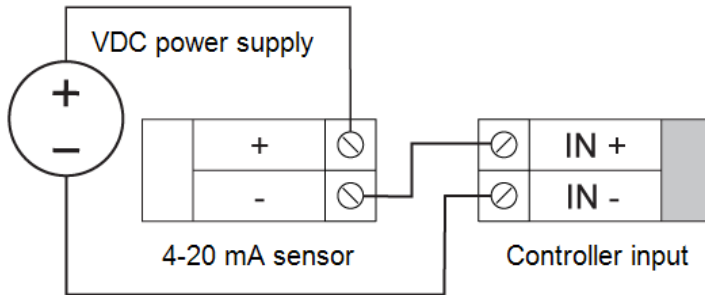 VDC power supply
+
−
+
-
IN +
IN -
4-20 mA sensor
Controller input